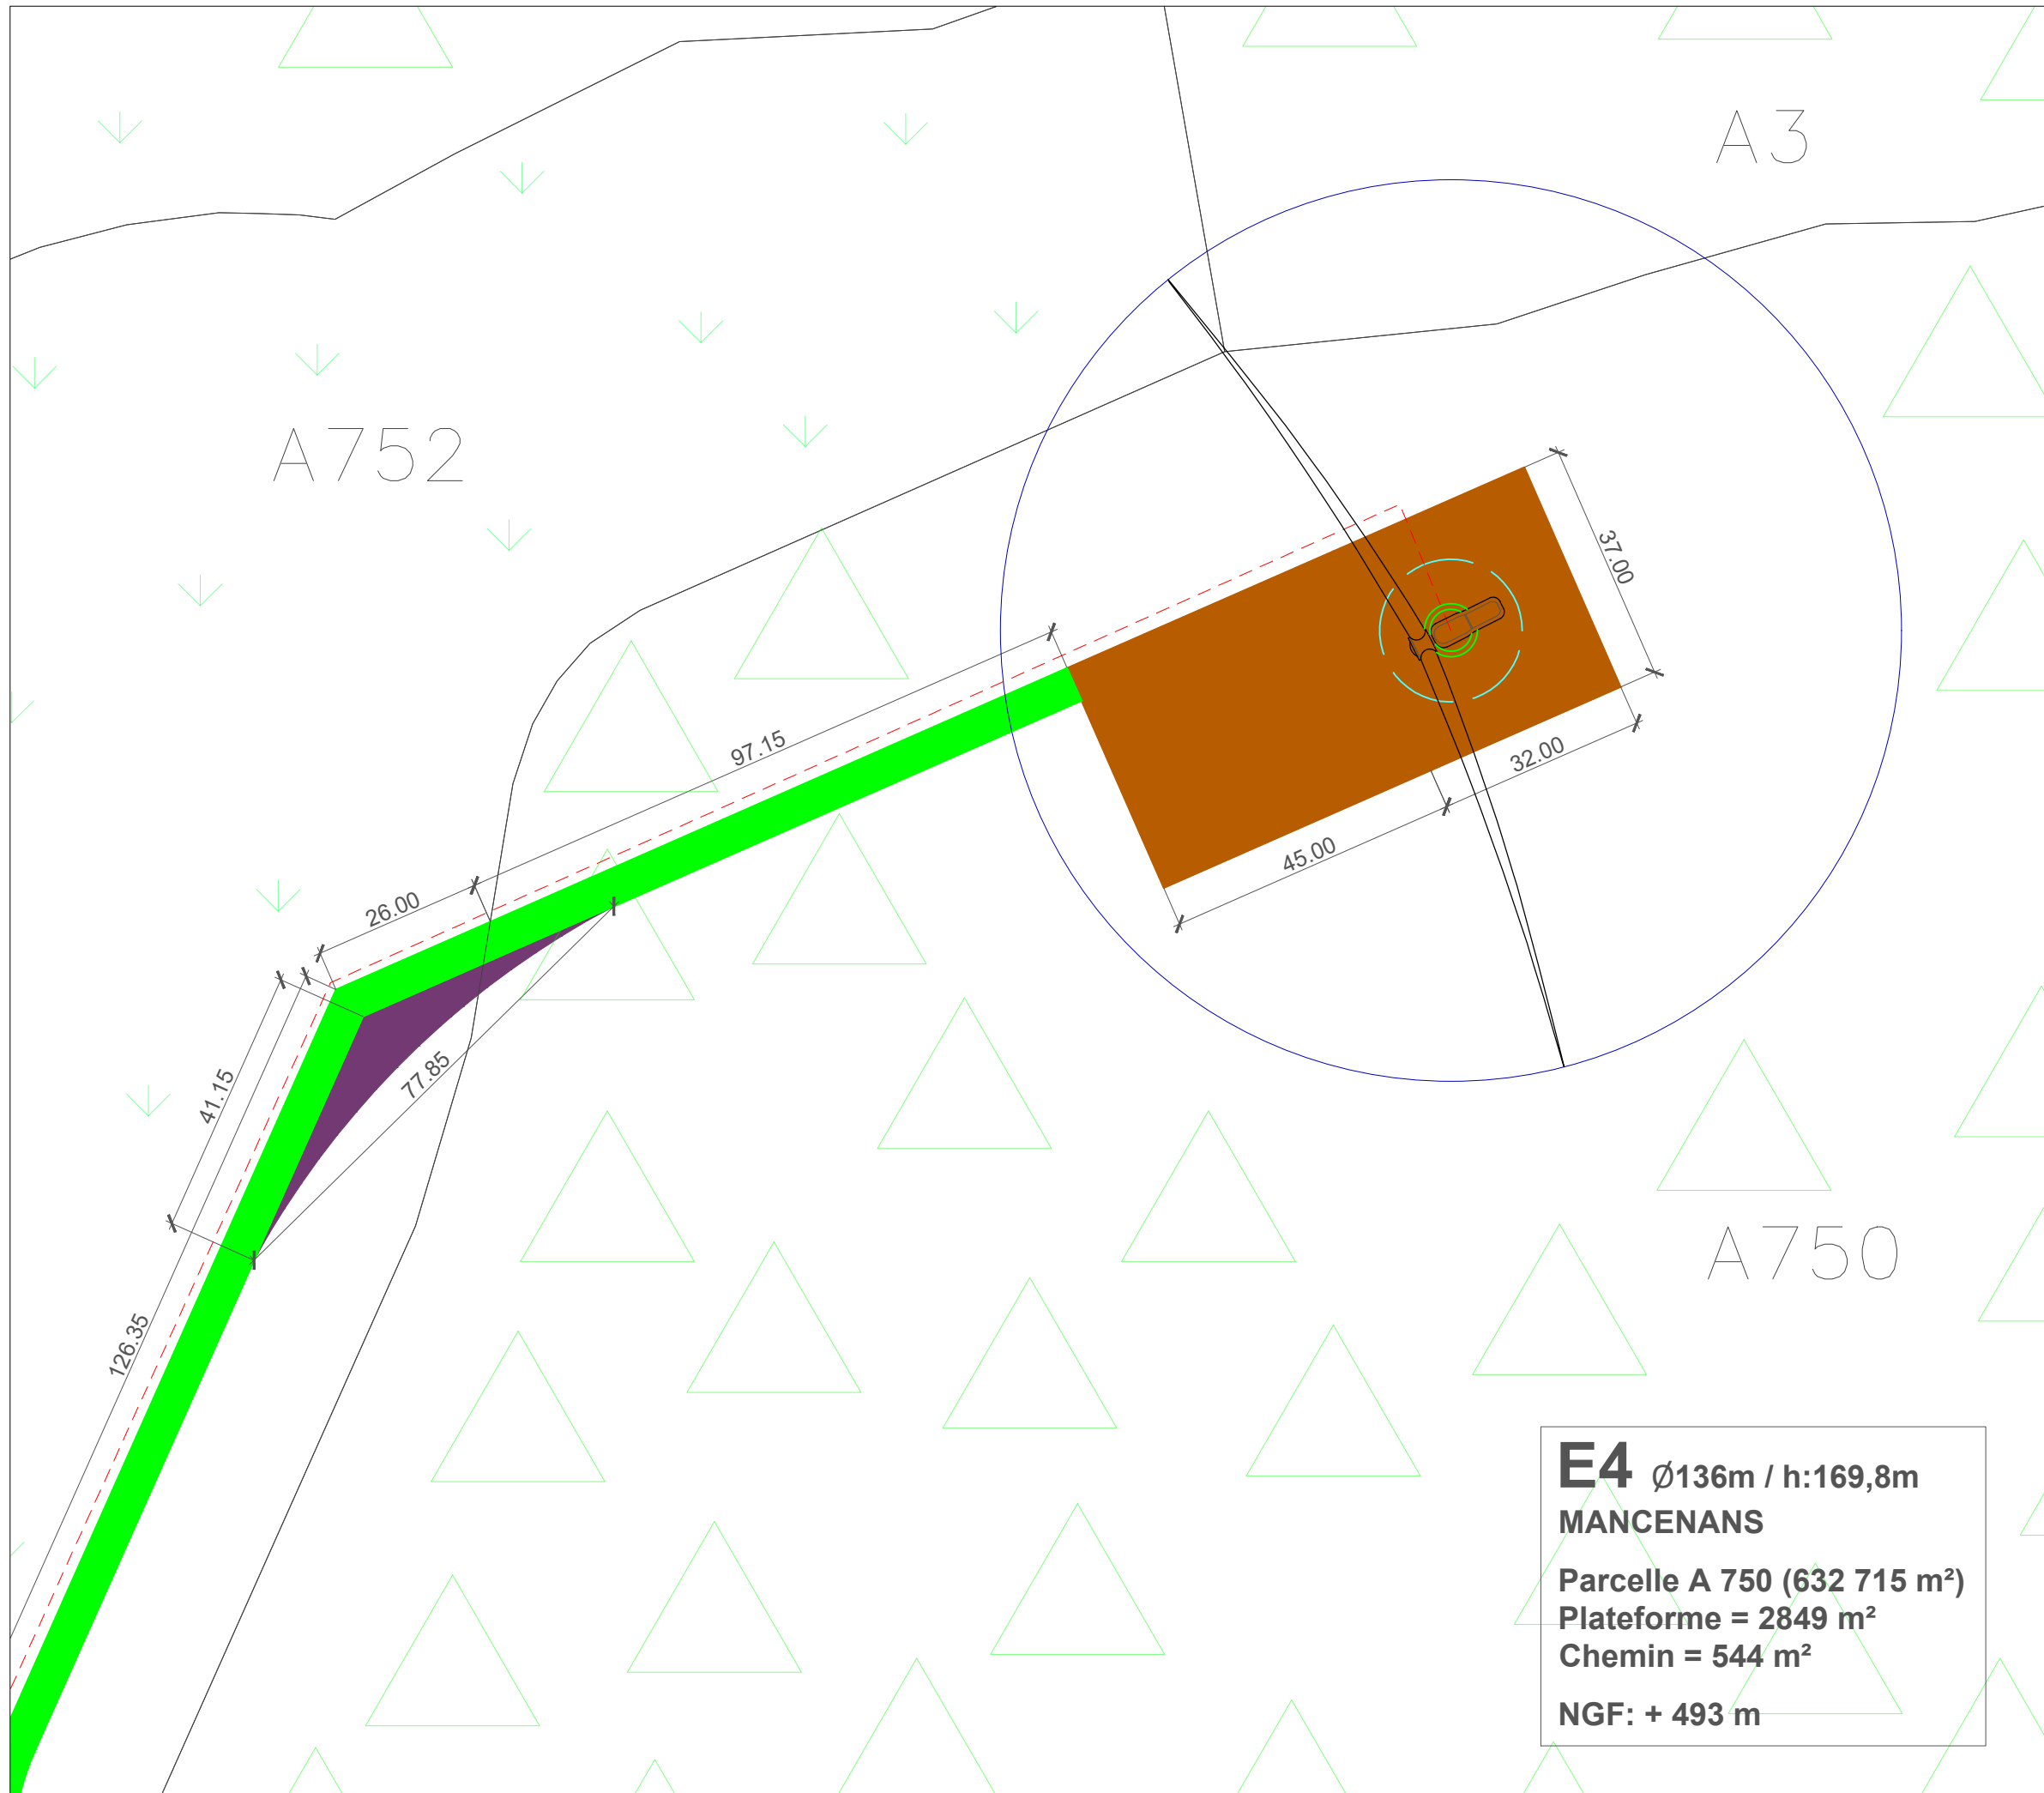 A3
A752
37.00
97.15
32.00
45.00
26.00
41.15
77.85
126.35
A750
E4 Ø136m / h:169,8m
MANCENANS
Parcelle A 750 (632 715 m²)
Plateforme = 2849 m²
Chemin = 544 m²
NGF: + 493 m